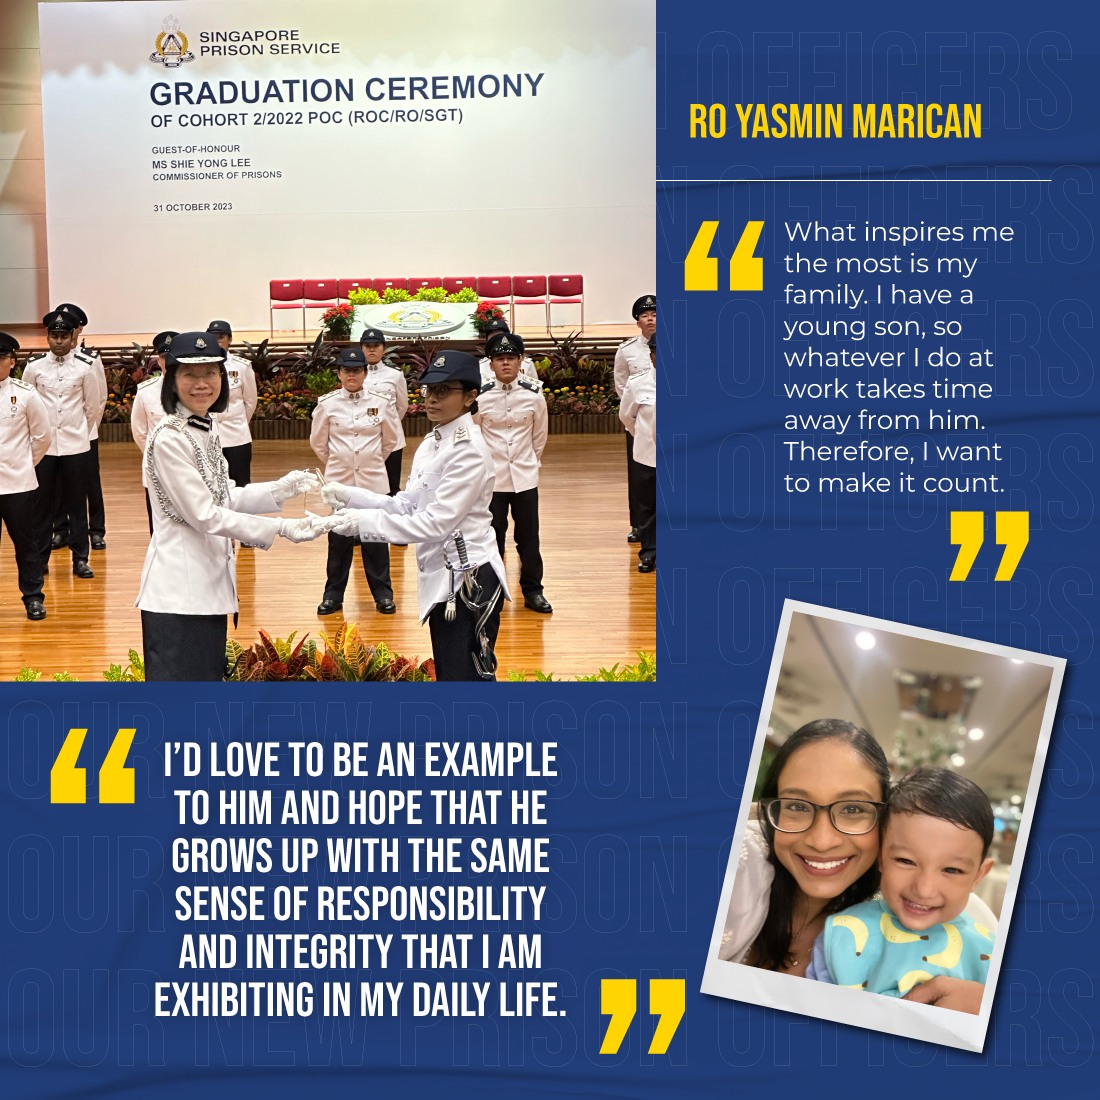 SINGAPORE
PRISON SERVICE
GRADUATION CEREMONY
OF COHORT 2/2022 POC (ROC/RO/SGT)
GUEST-OF-HONOUR
MS SHIE YONG LEE
COMMISSIONER OF PRISONS
31 OCTOBER 2023
RO YASMIN MARICAN
“
What inspires me
the most is my
family. I have a
young son, so
whatever I do at
work takes time
away from him.
Therefore, I want
to make it count.
”
“
I’D LOVE TO BE AN EXAMPLE
TO HIM AND HOPE THAT HE
GROWS UP WITH THE SAME
SENSE OF RESPONSIBILITY
AND INTEGRITY THAT I AM
EXHIBITING IN MY DAILY LIFE.
”
OUR NEW PRISON OFFICERS